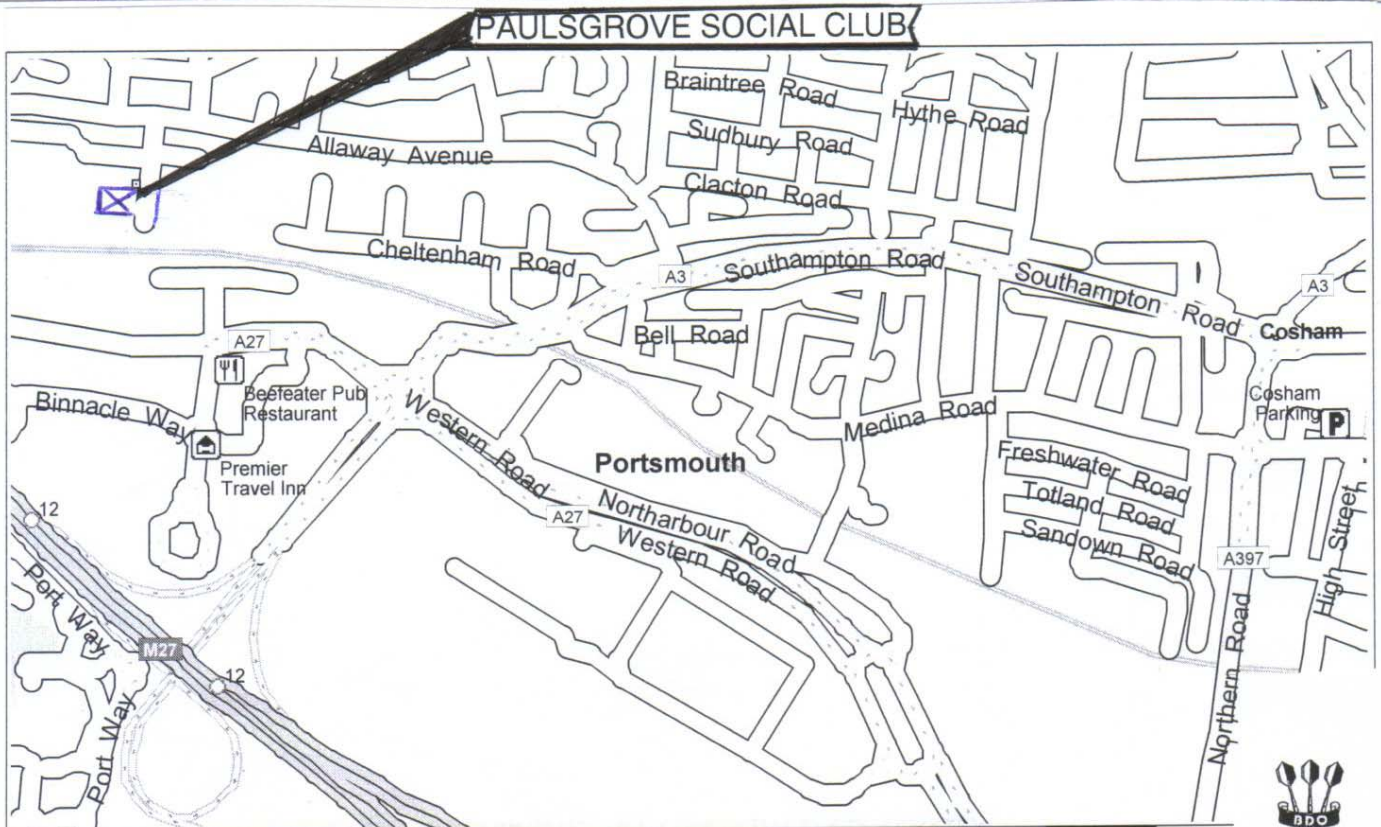 PAULSGROVE SOCIAL CLUB
Braintree Road
Hythe Road
Sudbury Road
Allaway Avenue
Clacton Road
Cheltenham Road
A3
Southampton Road
Southampton Road
A3
Cosham
A27
Bell Road
Beefeater Pub
Restaurant
Cosham
Parking
P
Binnacle Way
Western Road
Medina Road
Premier
Travel Inn
Portsmouth
Freshwater Road
Totland Road
Sandown Road
12
A27
Northarbour Road
Western Road
A397
High Street
Port Way
M27
12
Port Way
Northern Road
BDO